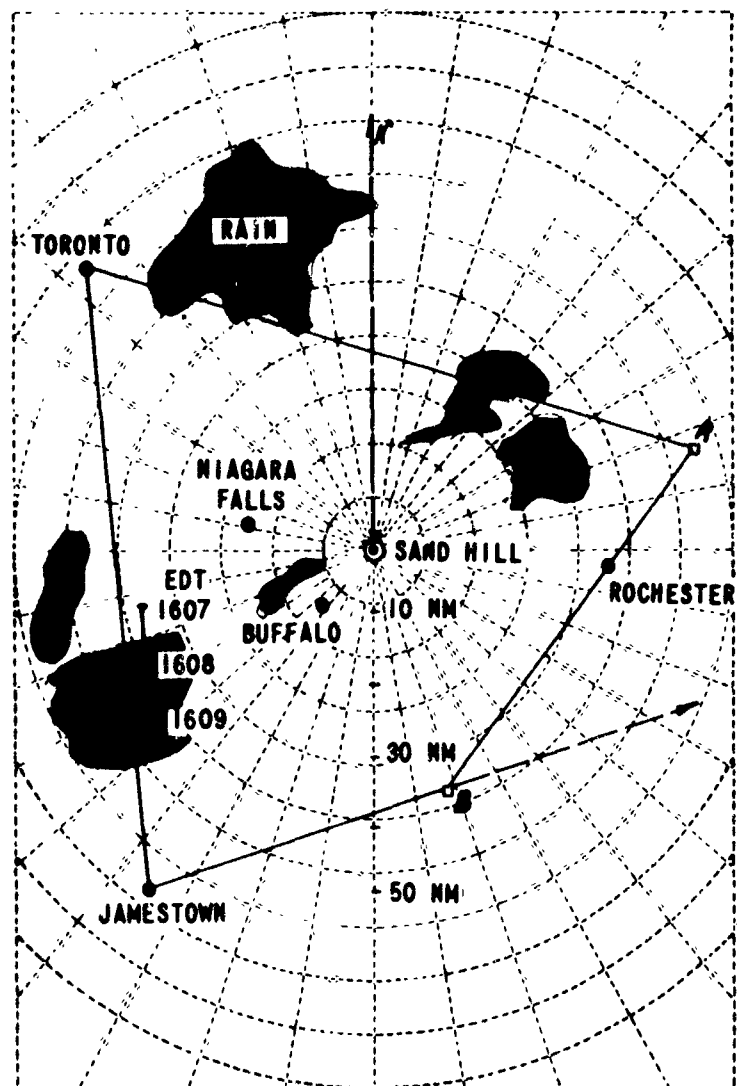 N
RAIN
TORONTO
A
NIAGARA
FALLS
SAND HILL
EDT
1607
ROCHESTER
10 NM
BUFFALO
1608
1609
30 NM
B
50 NM
JAMESTOWN